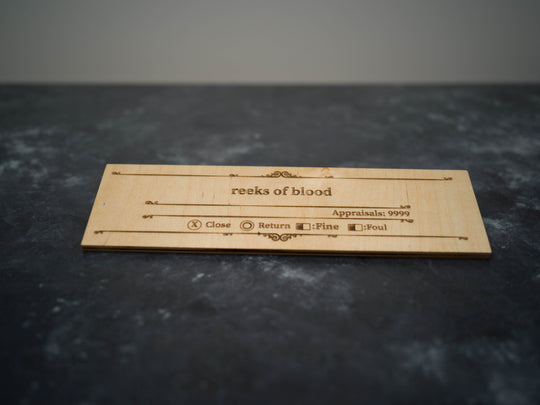 reeks of blood
Appraisals: 9999
X Close Return :Fine :Foul